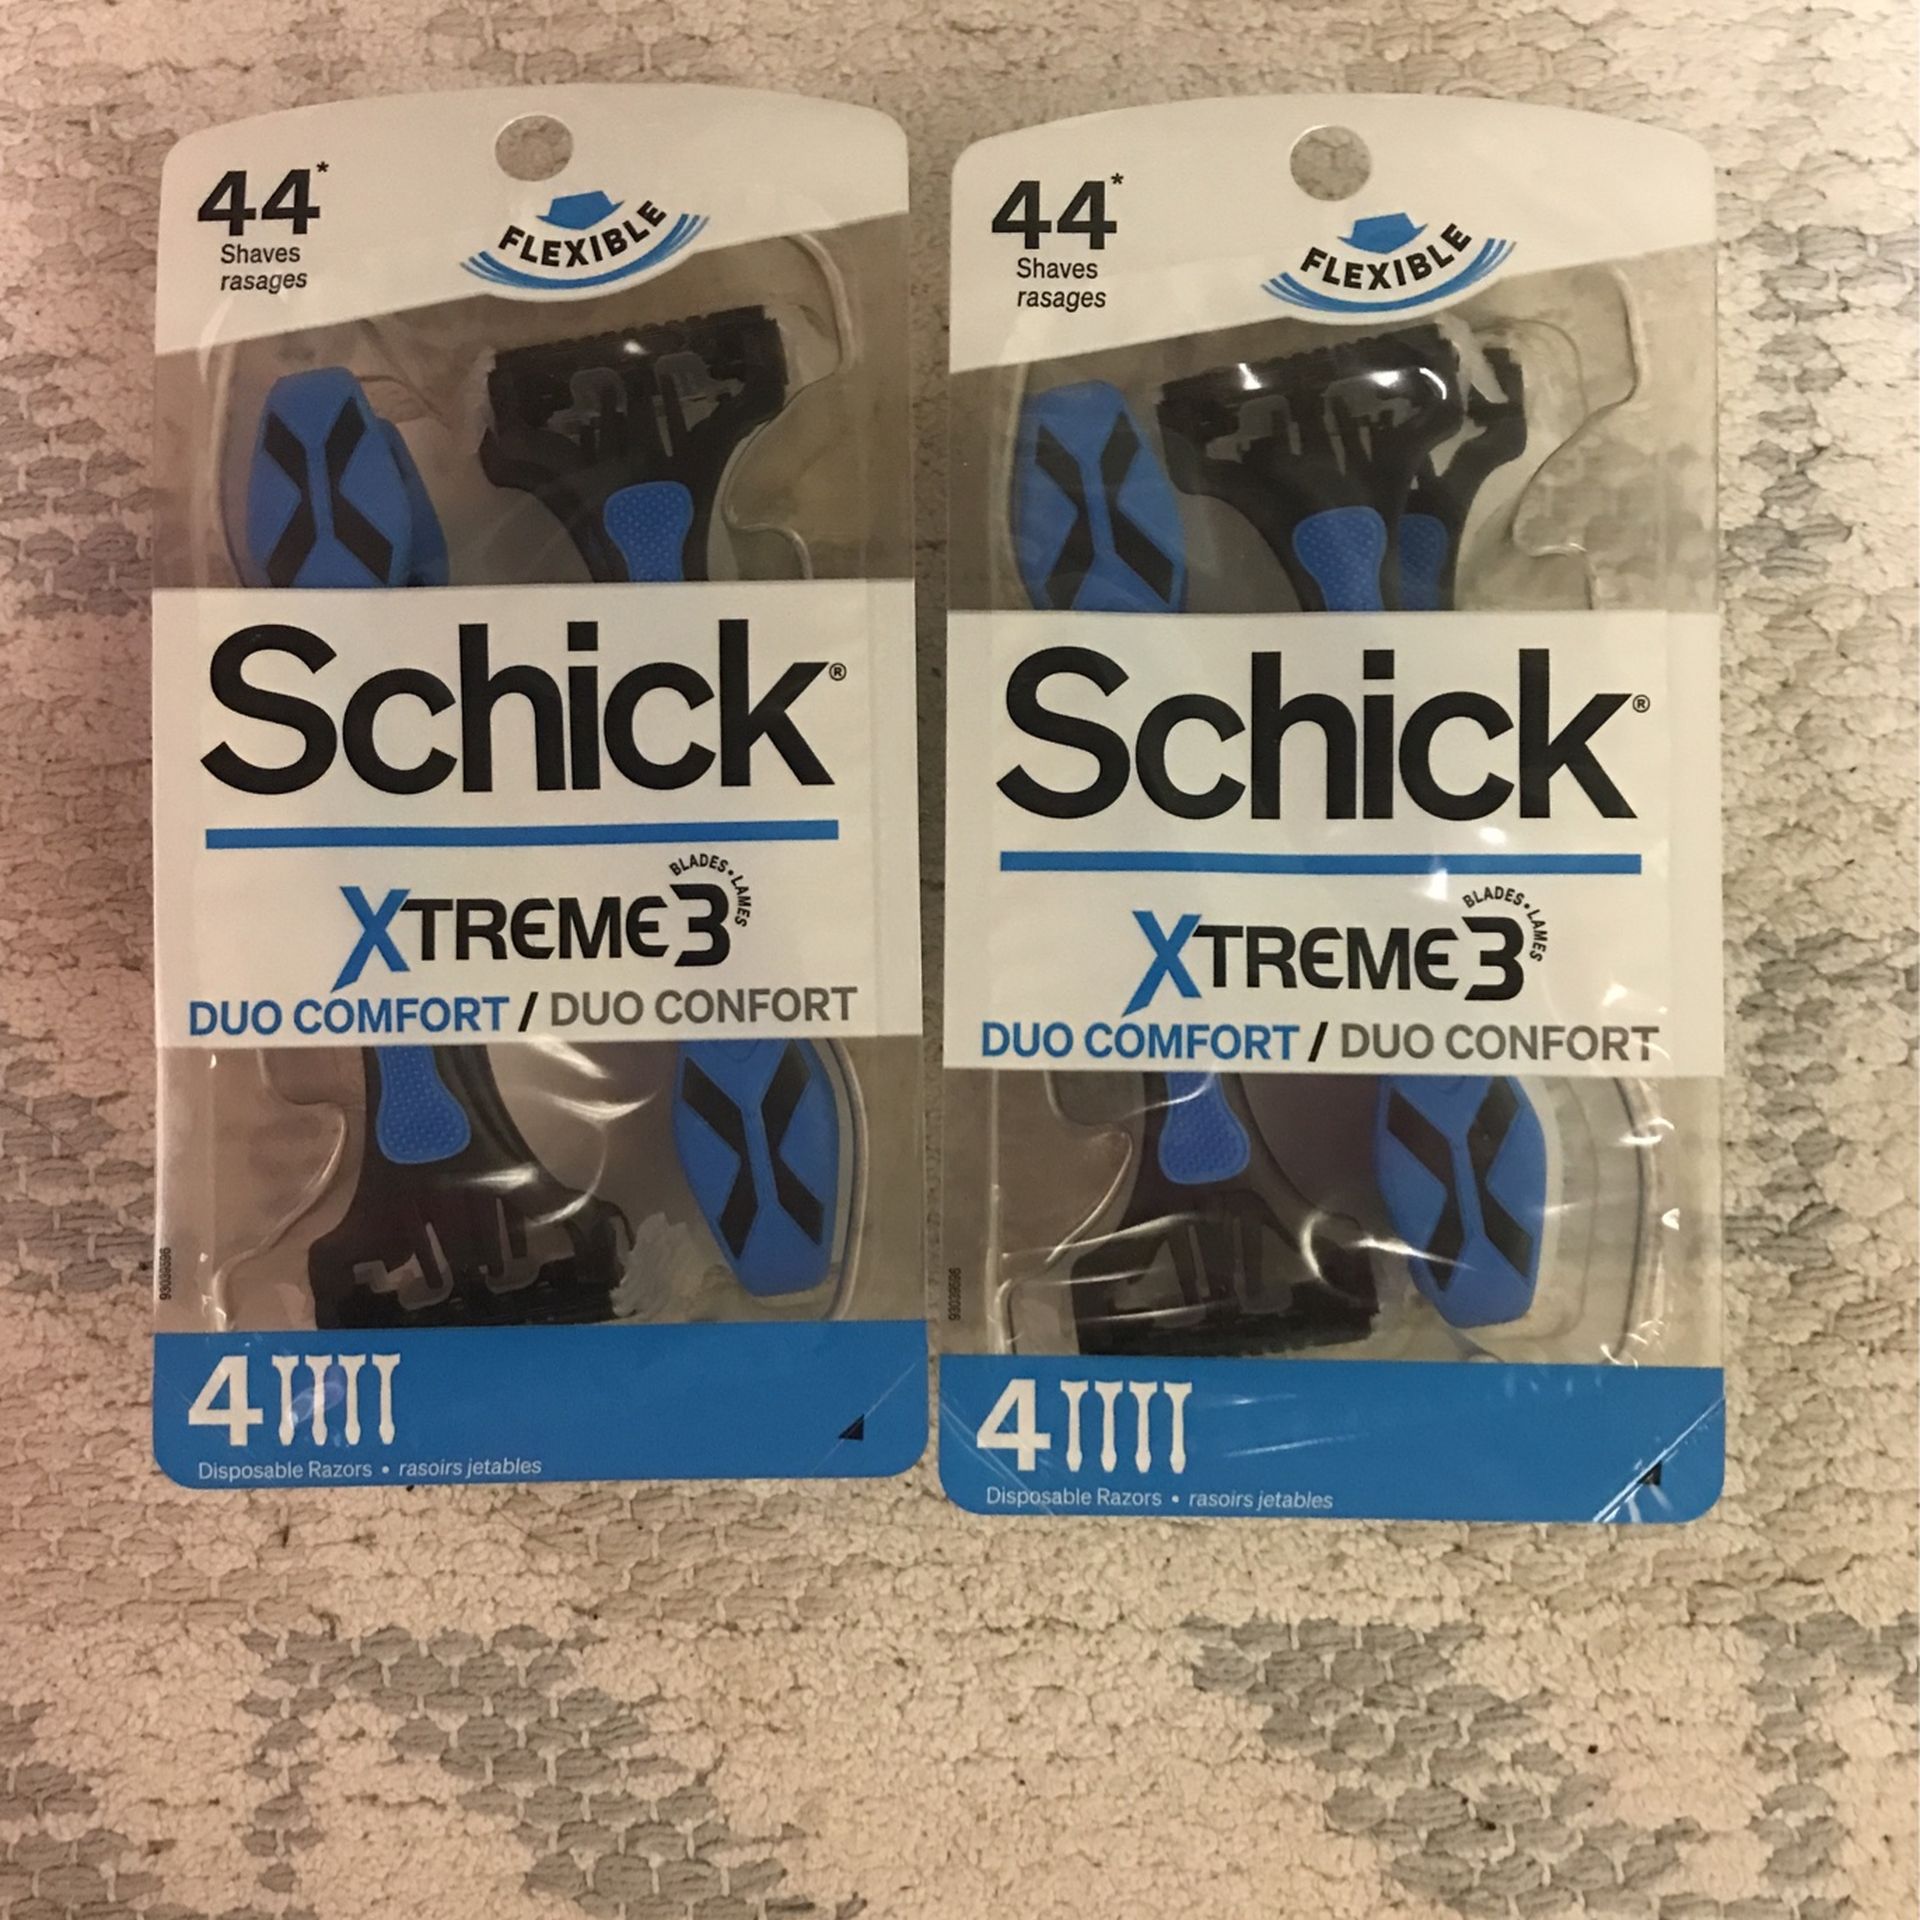 44*
Shaves
rasages
FLEXIBLE
Schick®
XTREME3
BLADES • LAMES
DUO COMFORT / DUO CONFORT
4
Disposable Razors • rasoirs jetables
44*
Shaves
rasages
FLEXIBLE
Schick®
XTREME3
BLADES • LAMES
DUO COMFORT / DUO CONFORT
4
Disposable Razors • rasoirs jetables